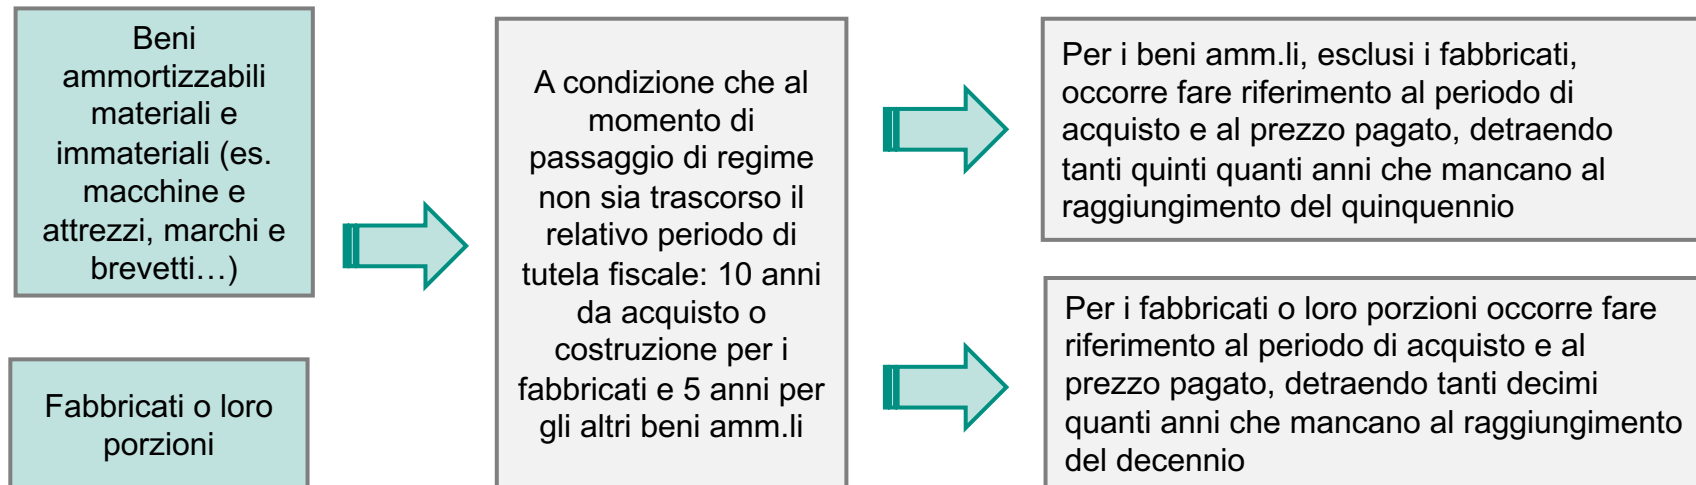 Beni
ammortizzabili
materiali e
immateriali (es.
macchine e
attrezzi, marchi e
brevetti…)
Fabbricati o loro
porzioni
A condizione che al
momento di
passaggio di regime
non sia trascorso il
relativo periodo di
tutela fiscale: 10 anni
da acquisto o
costruzione per i
fabbricati e 5 anni per
gli altri beni amm.li
Per i beni amm.li, esclusi i fabbricati,
occorre fare riferimento al periodo di
acquisto e al prezzo pagato, detraendo
tanti quinti quanti anni che mancano al
raggiungimento del quinquennio
Per i fabbricati o loro porzioni occorre fare
riferimento al periodo di acquisto e al
prezzo pagato, detraendo tanti decimi
quanti anni che mancano al raggiungimento
del decennio